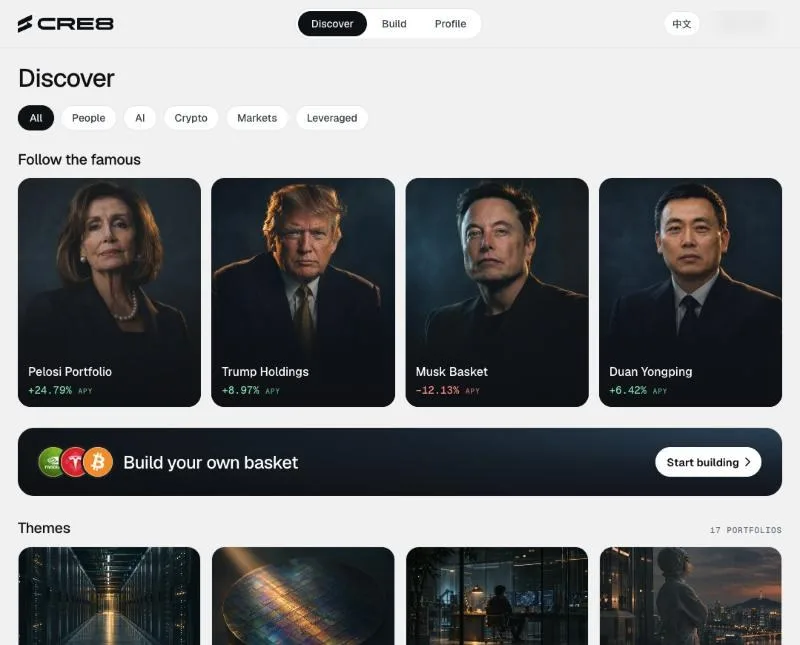 CRE8
Discover
Build
Profile
中文
Discover
All
People
AI
Crypto
Markets
Leveraged
Follow the famous
Pelosi Portfolio
+24.79% APY
Trump Holdings
+8.97% APY
Musk Basket
-12.13% APY
Duan Yongping
+6.42% APY
Build your own basket
Start building
Themes
17 PORTFOLIOS